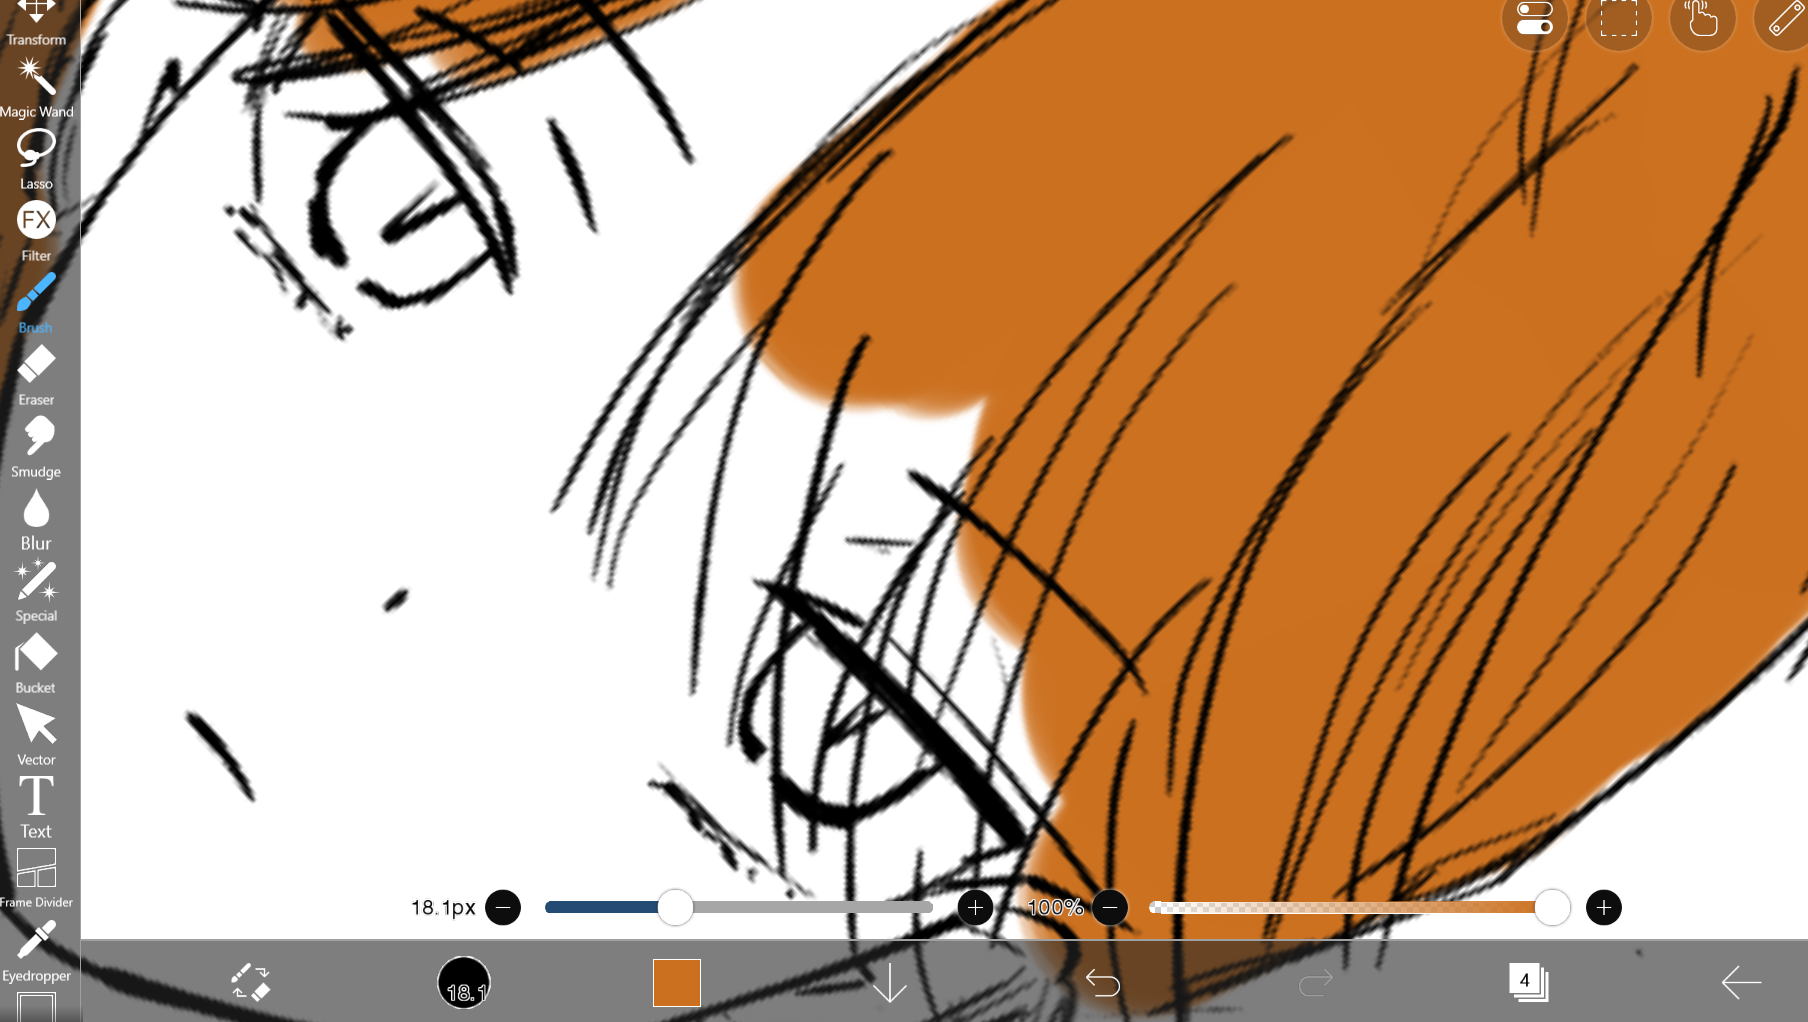 Transform
Magic Wand
Lasso
FX
Filter
Brush
Eraser
Smudge
Blur
Special
Bucket
Vector
T
Text
Frame Divider
Eyedropper
18.1px
100%
18.1
4